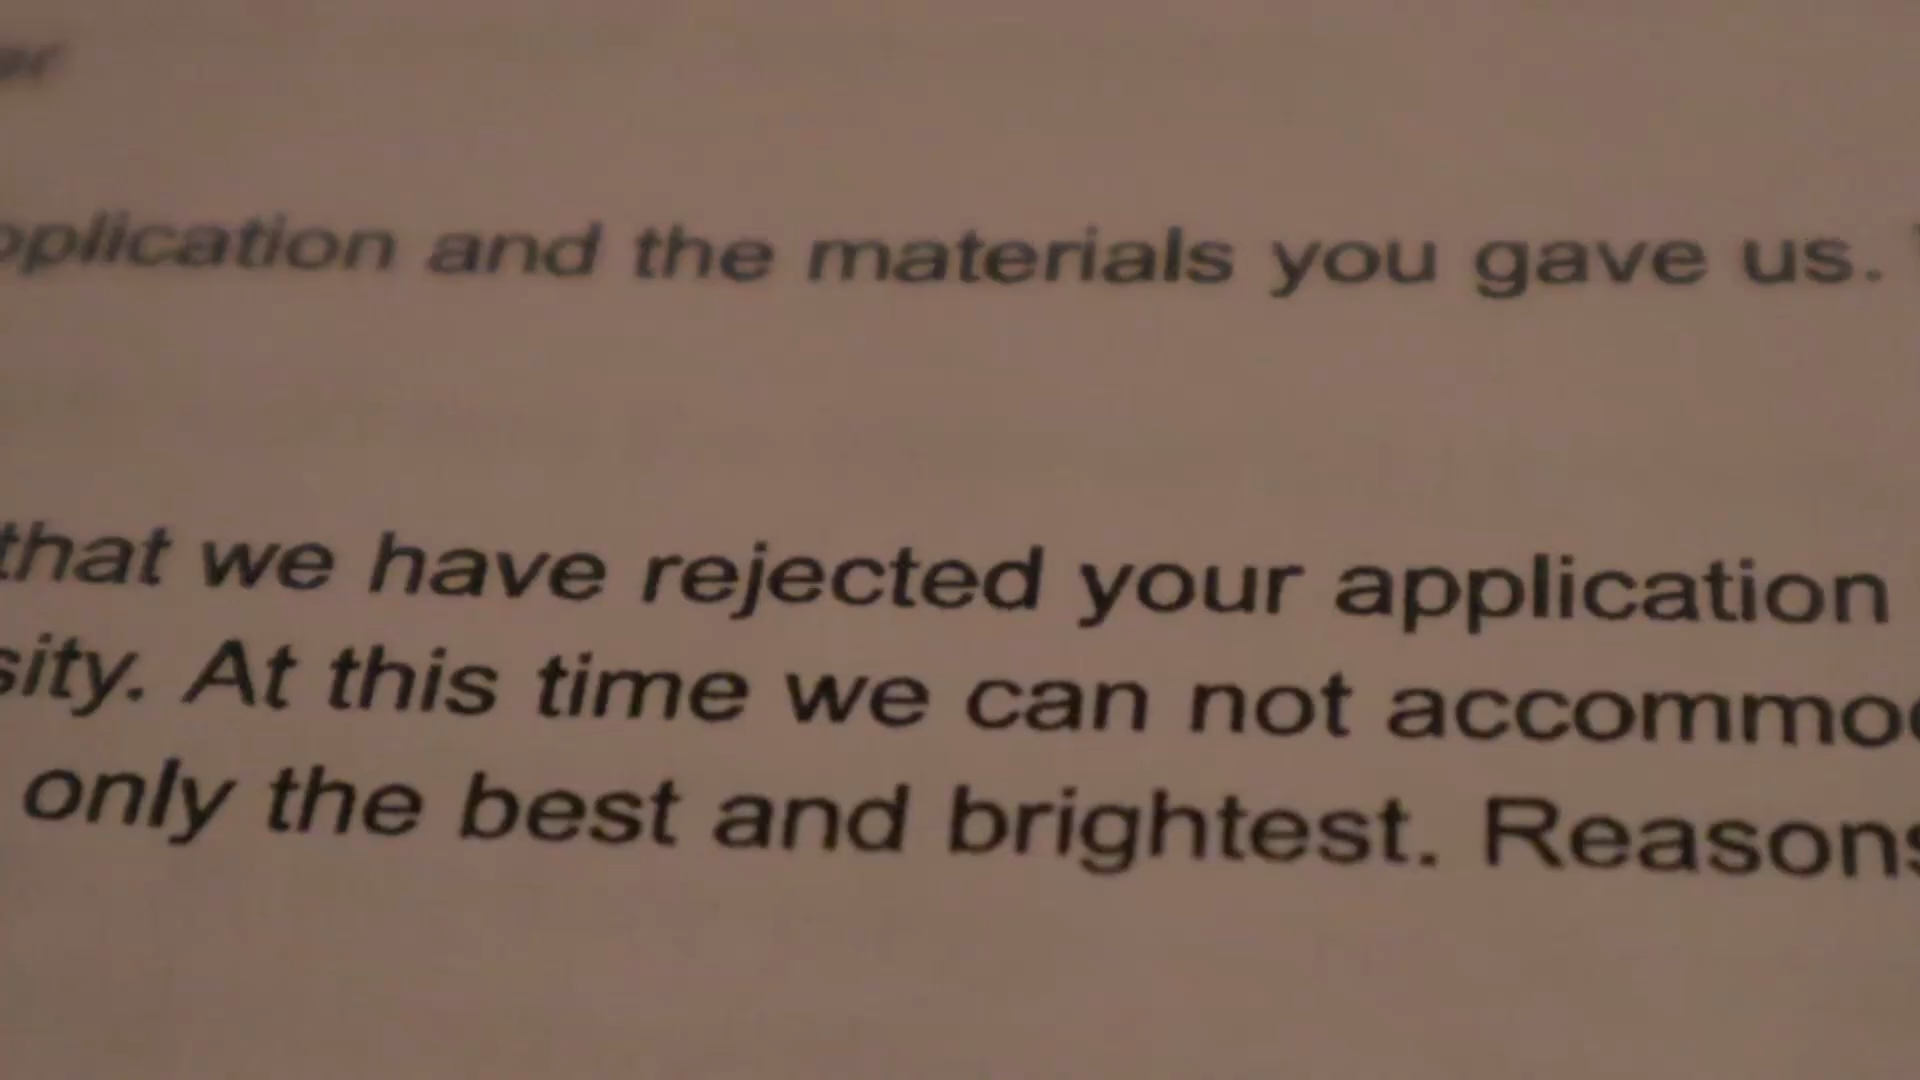 application and the materials you gave us.
that we have rejected your application
sity. At this time we can not accommod
only the best and brightest. Reasons